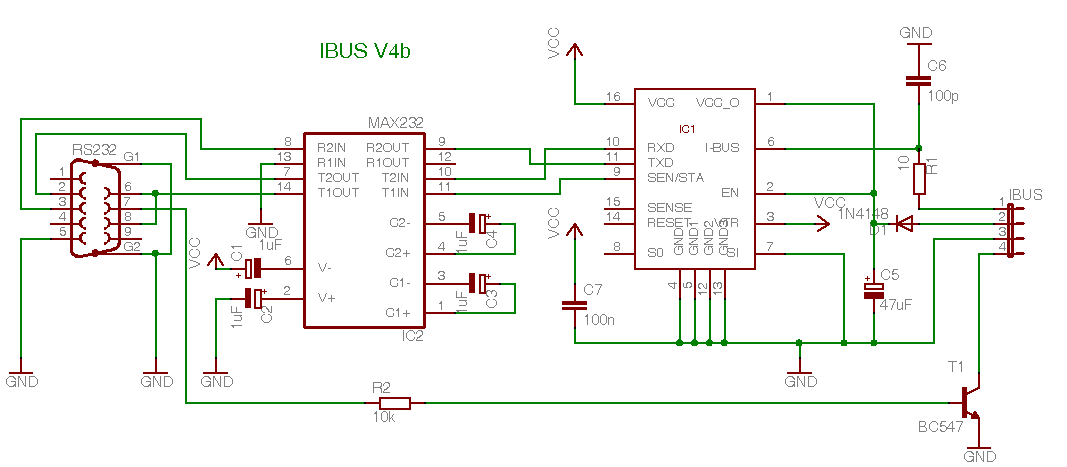 IBUS V4b
RS232
G1
1
2
3
4
5
6
7
8
9
G2
GND
GND
MAX232
8 R2IN R2OUT 9
13 R1IN R1OUT 12
7 T2OUT T2IN 10
14 T1OUT T1IN 11
C2- 5
C2+ 4
6 V- C1- 3
2 V+ C1+ 1
IC2
GND
VCC
C1
1uF
C2
1uF
GND
C4
1uF
C3
1uF
VCC
IC1
16 VCC VCC_O 1
10 RXD I-BUS 6
11 TXD
9 SEN/STA EN 2
15 SENSE
14 RESET VTR 3
8 S0 SI 7
GND1
GND2
GND3
4
5
12
13
VCC
C7
100n
GND
GND
C6
100p
10
R1
VCC
1N4148
D1
C5
47uF
IBUS
1
2
3
4
R2
10k
T1
BC547
GND